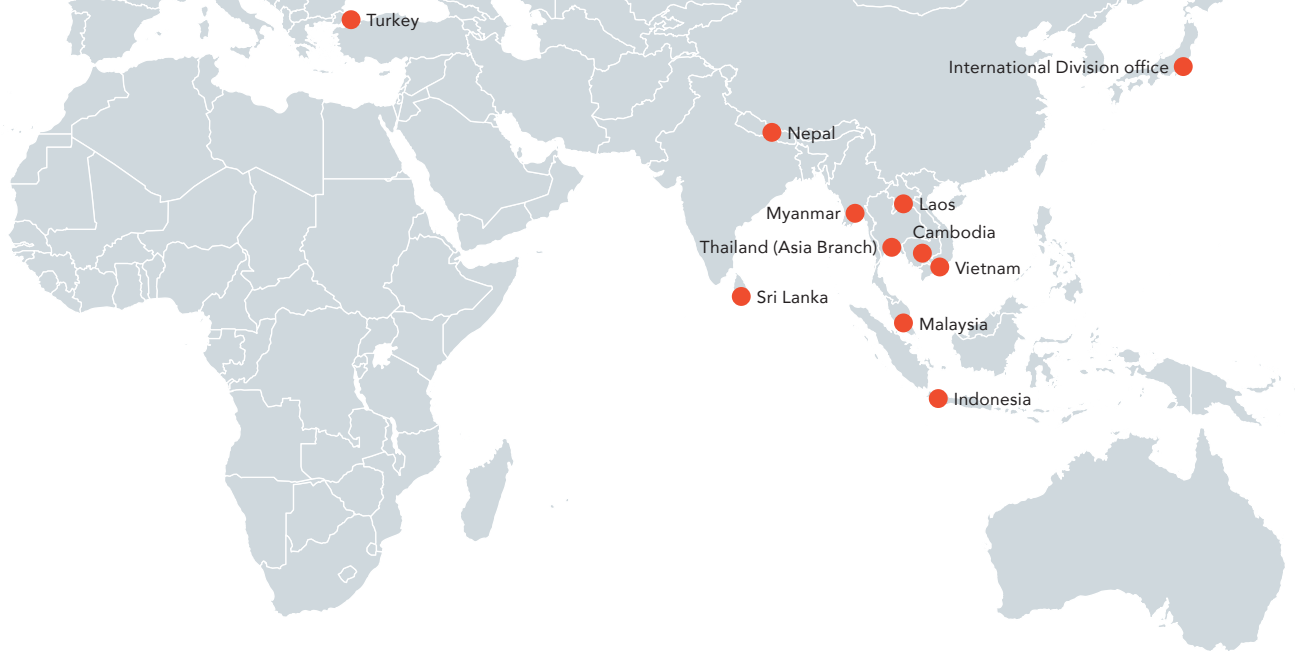 Turkey
International Division office
Nepal
Laos
Myanmar
Cambodia
Thailand (Asia Branch)
Vietnam
Sri Lanka
Malaysia
Indonesia